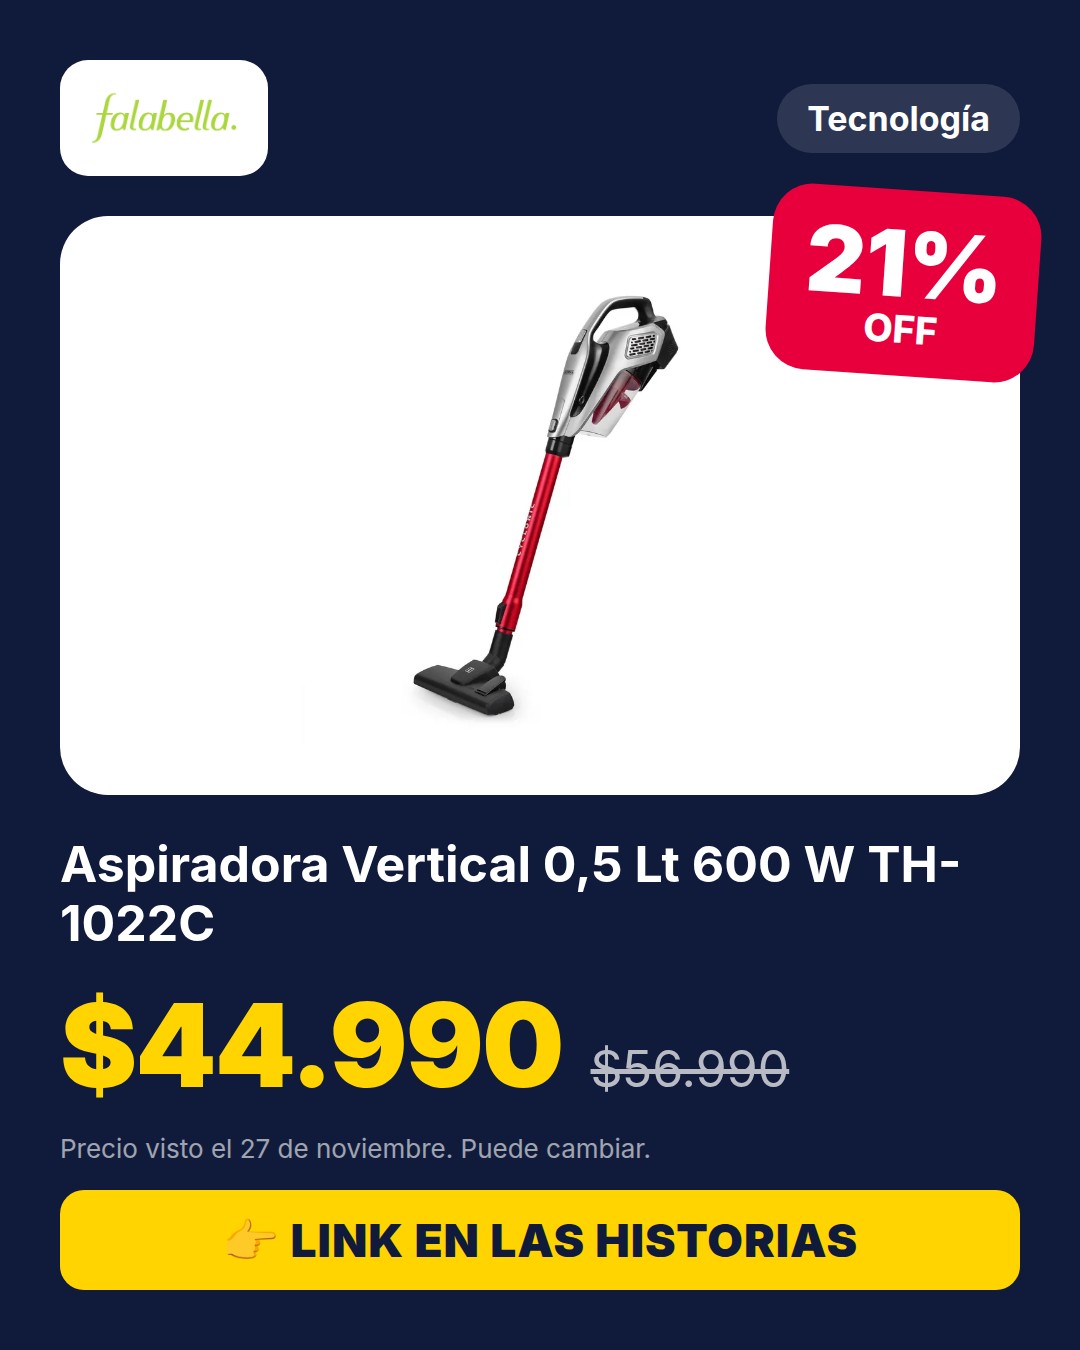 falabella.
Tecnología
21%
OFF
CYCLONIC
Aspiradora Vertical 0,5 Lt 600 W TH-
1022C
$44.990 $56.990
Precio visto el 27 de noviembre. Puede cambiar.
👉 LINK EN LAS HISTORIAS